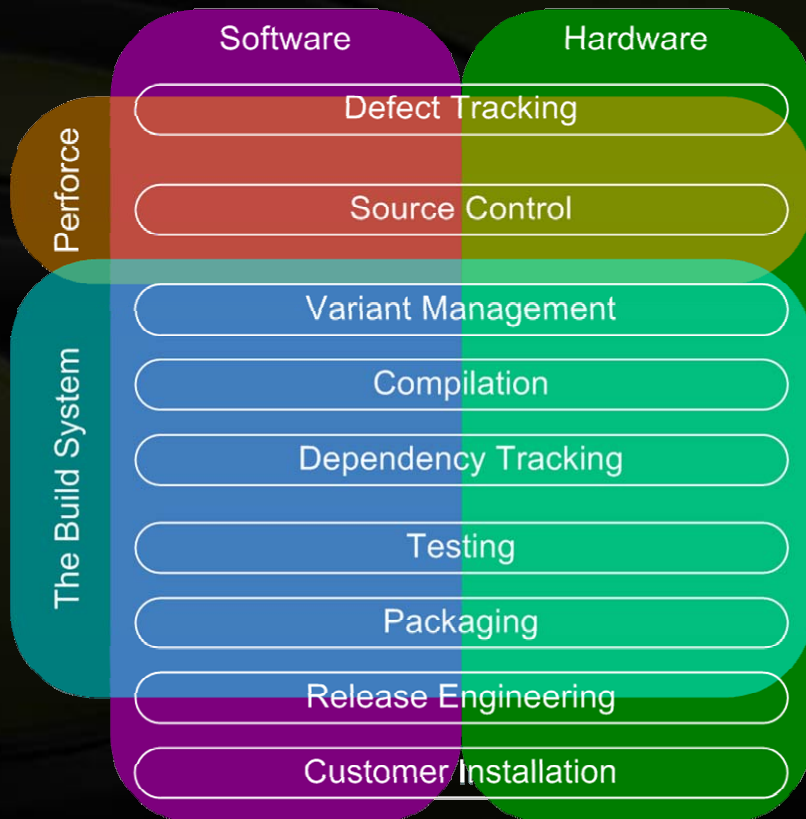 Software
Hardware
Perforce
Defect Tracking
Source Control
The Build System
Variant Management
Compilation
Dependency Tracking
Testing
Packaging
Release Engineering
Customer Installation